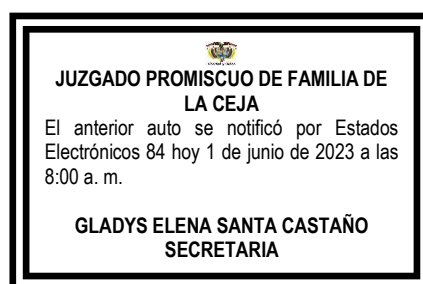 JUZGADO PROMISCUO DE FAMILIA DE
LA CEJA
El anterior auto se notificó por Estados
Electrónicos 84 hoy 1 de junio de 2023 a las
8:00 a. m.
GLADYS ELENA SANTA CASTAÑO
SECRETARIA